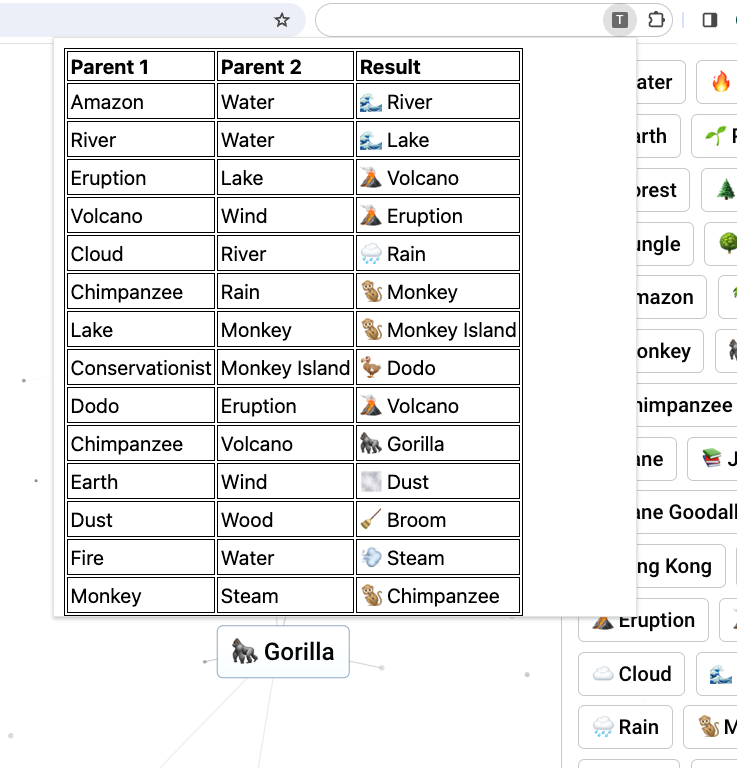 T
Parent 1 Parent 2 Result
Amazon Water River
River Water Lake
Eruption Lake Volcano
Volcano Wind Eruption
Cloud River Rain
Chimpanzee Rain Monkey
Lake Monkey Monkey Island
Conservationist Monkey Island Dodo
Dodo Eruption Volcano
Chimpanzee Volcano Gorilla
Earth Wind Dust
Dust Wood Broom
Fire Water Steam
Monkey Steam Chimpanzee
Gorilla
ater
arth
orest
ungle
mazon
onkey
himpanzee
ane J
ane Goodall
ng Kong
Eruption
Cloud
Rain M